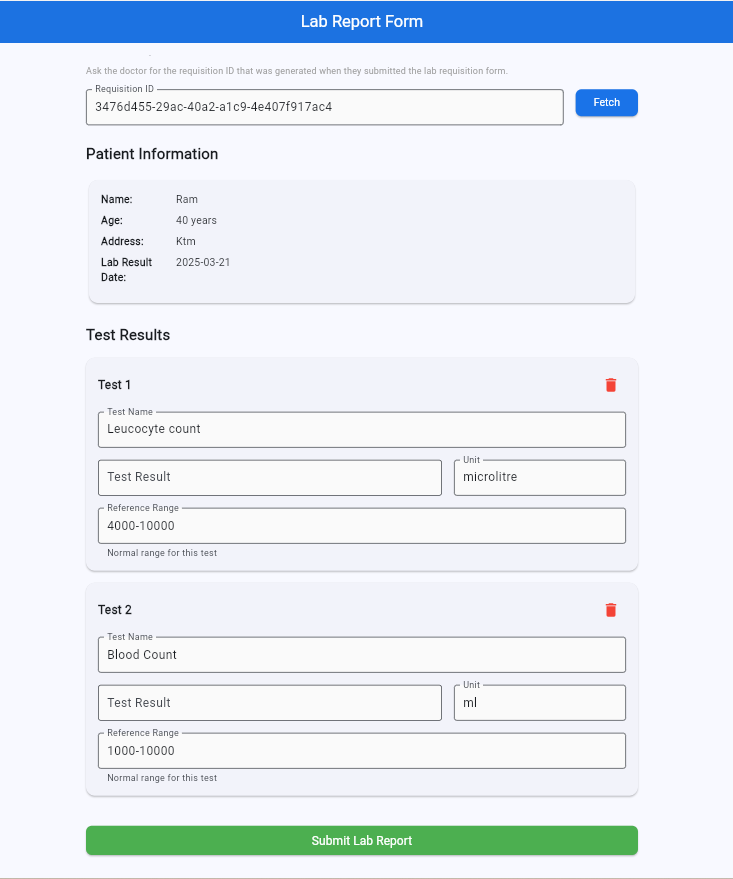 Lab Report Form
Ask the doctor for the requisition ID that was generated when they submitted the lab requisition form.
Requisition ID
3476d455-29ac-40a2-a1c9-4e407f917ac4
Fetch
Patient Information
Name: Ram
Age: 40 years
Address: Ktm
Lab Result 2025-03-21
Date:
Test Results
Test 1
Test Name
Leucocyte count
Unit
Test Result microlitre
Reference Range
4000-10000
Normal range for this test
Test 2
Test Name
Blood Count
Unit
Test Result ml
Reference Range
1000-10000
Normal range for this test
Submit Lab Report